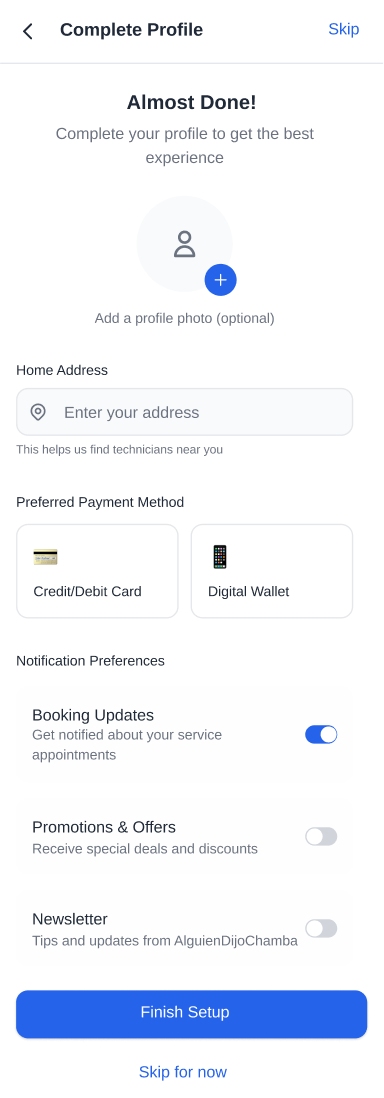 Complete Profile
Skip
Almost Done!
Complete your profile to get the best
experience
Add a profile photo (optional)
Home Address
Enter your address
This helps us find technicians near you
Preferred Payment Method
Credit/Debit Card
Digital Wallet
Notification Preferences
Booking Updates
Get notified about your service
appointments
Promotions & Offers
Receive special deals and discounts
Newsletter
Tips and updates from AlguienDijoChamba
Finish Setup
Skip for now